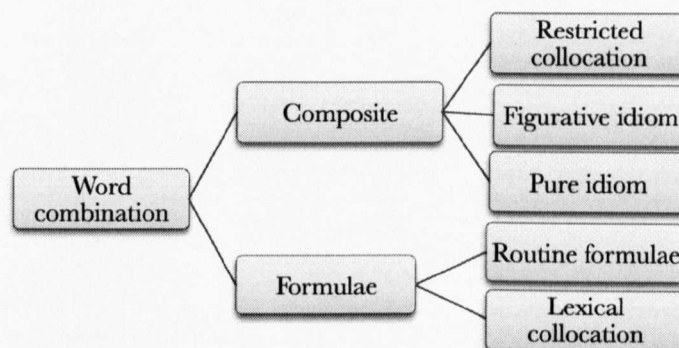 Restricted
collocation
Composite
Figurative idiom
Pure idiom
Word
combination
Routine formulae
Formulae
Lexical
collocation